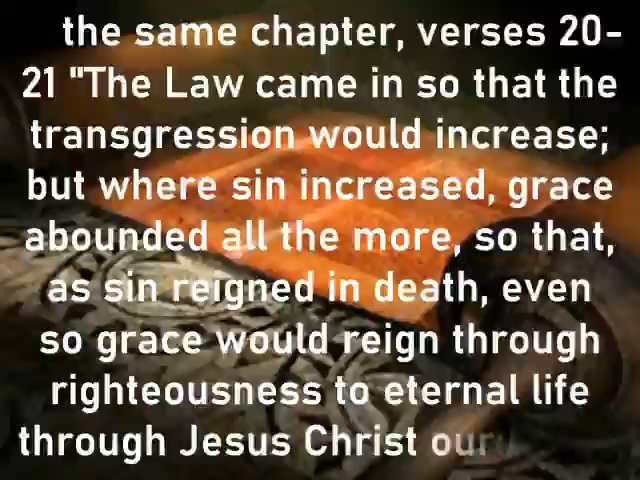 the same chapter, verses 20-
21 "The Law came in so that the
transgression would increase;
but where sin increased, grace
abounded all the more, so that,
as sin reigned in death, even
so grace would reign through
righteousness to eternal life
through Jesus Christ our